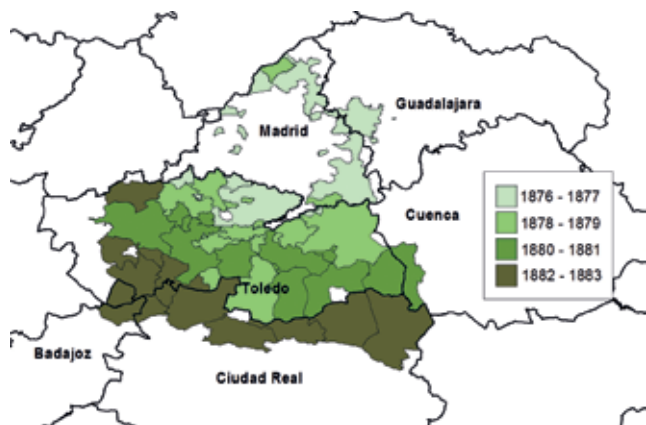 Guadalajara
Madrid
1876 - 1877
1878 - 1879
1880 - 1881
1882 - 1883
Cuenca
Toledo
Badajoz
Ciudad Real